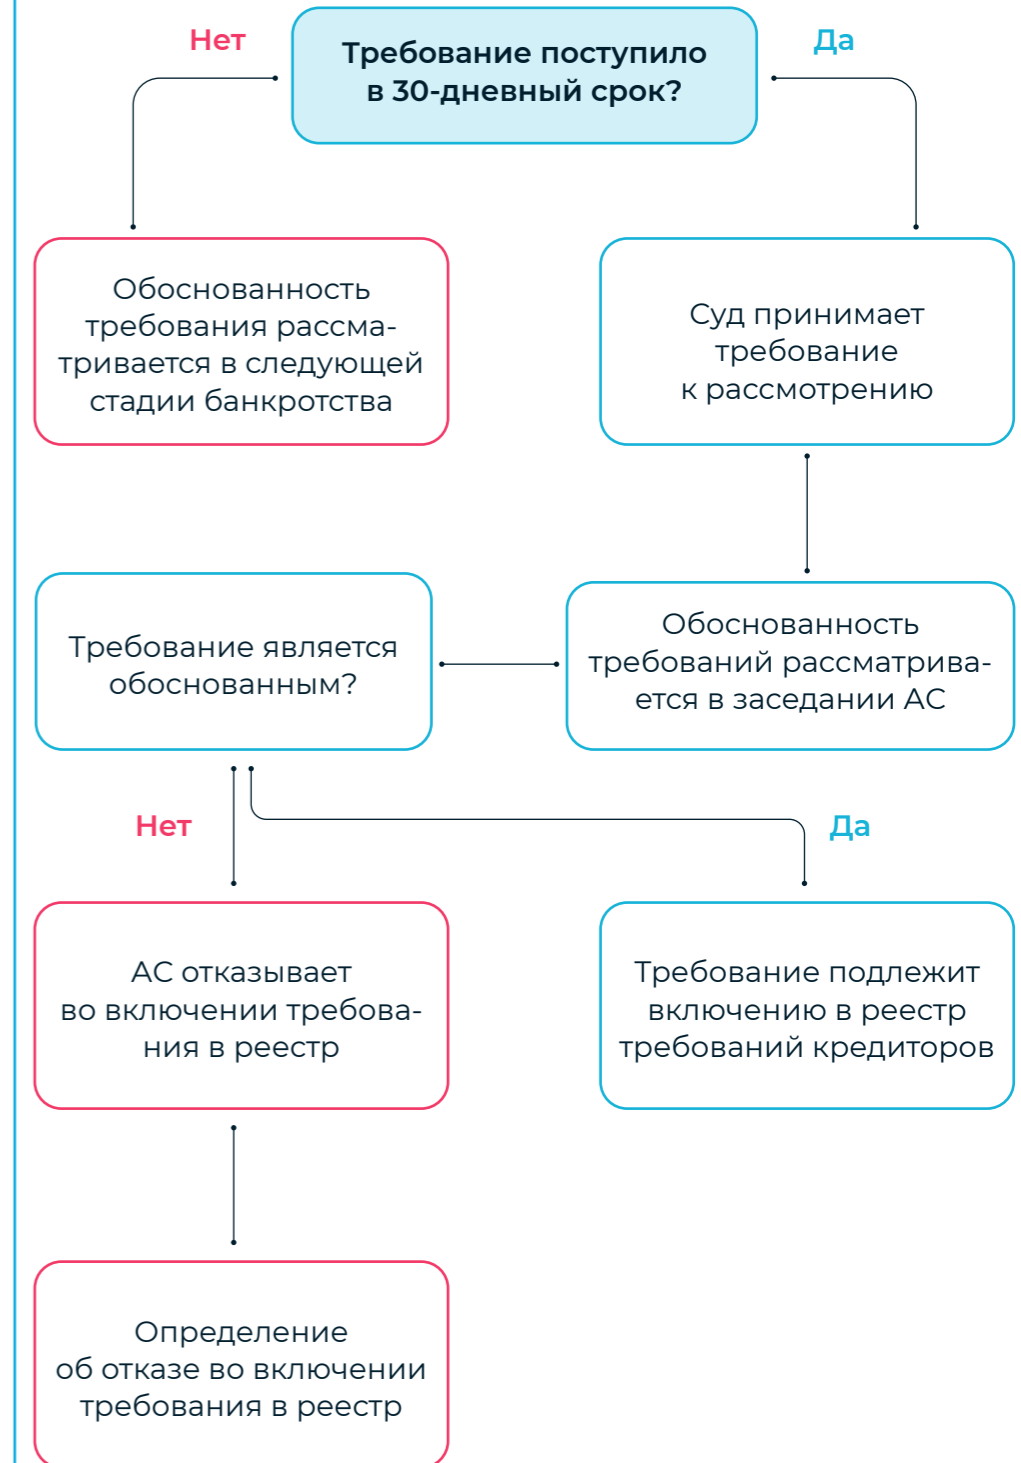 Нет
Требование поступило
в 30-дневный срок?
Да
Обоснованность
требования рассма-
тривается в следующей
стадии банкротства
Суд принимает
требование
к рассмотрению
Требование является
обоснованным?
Обоснованность
требований рассматрива-
ется в заседании АС
Нет
Да
АС отказывает
во включении требова-
ния в реестр
Требование подлежит
включению в реестр
требований кредиторов
Определение
об отказе во включении
требования в реестр